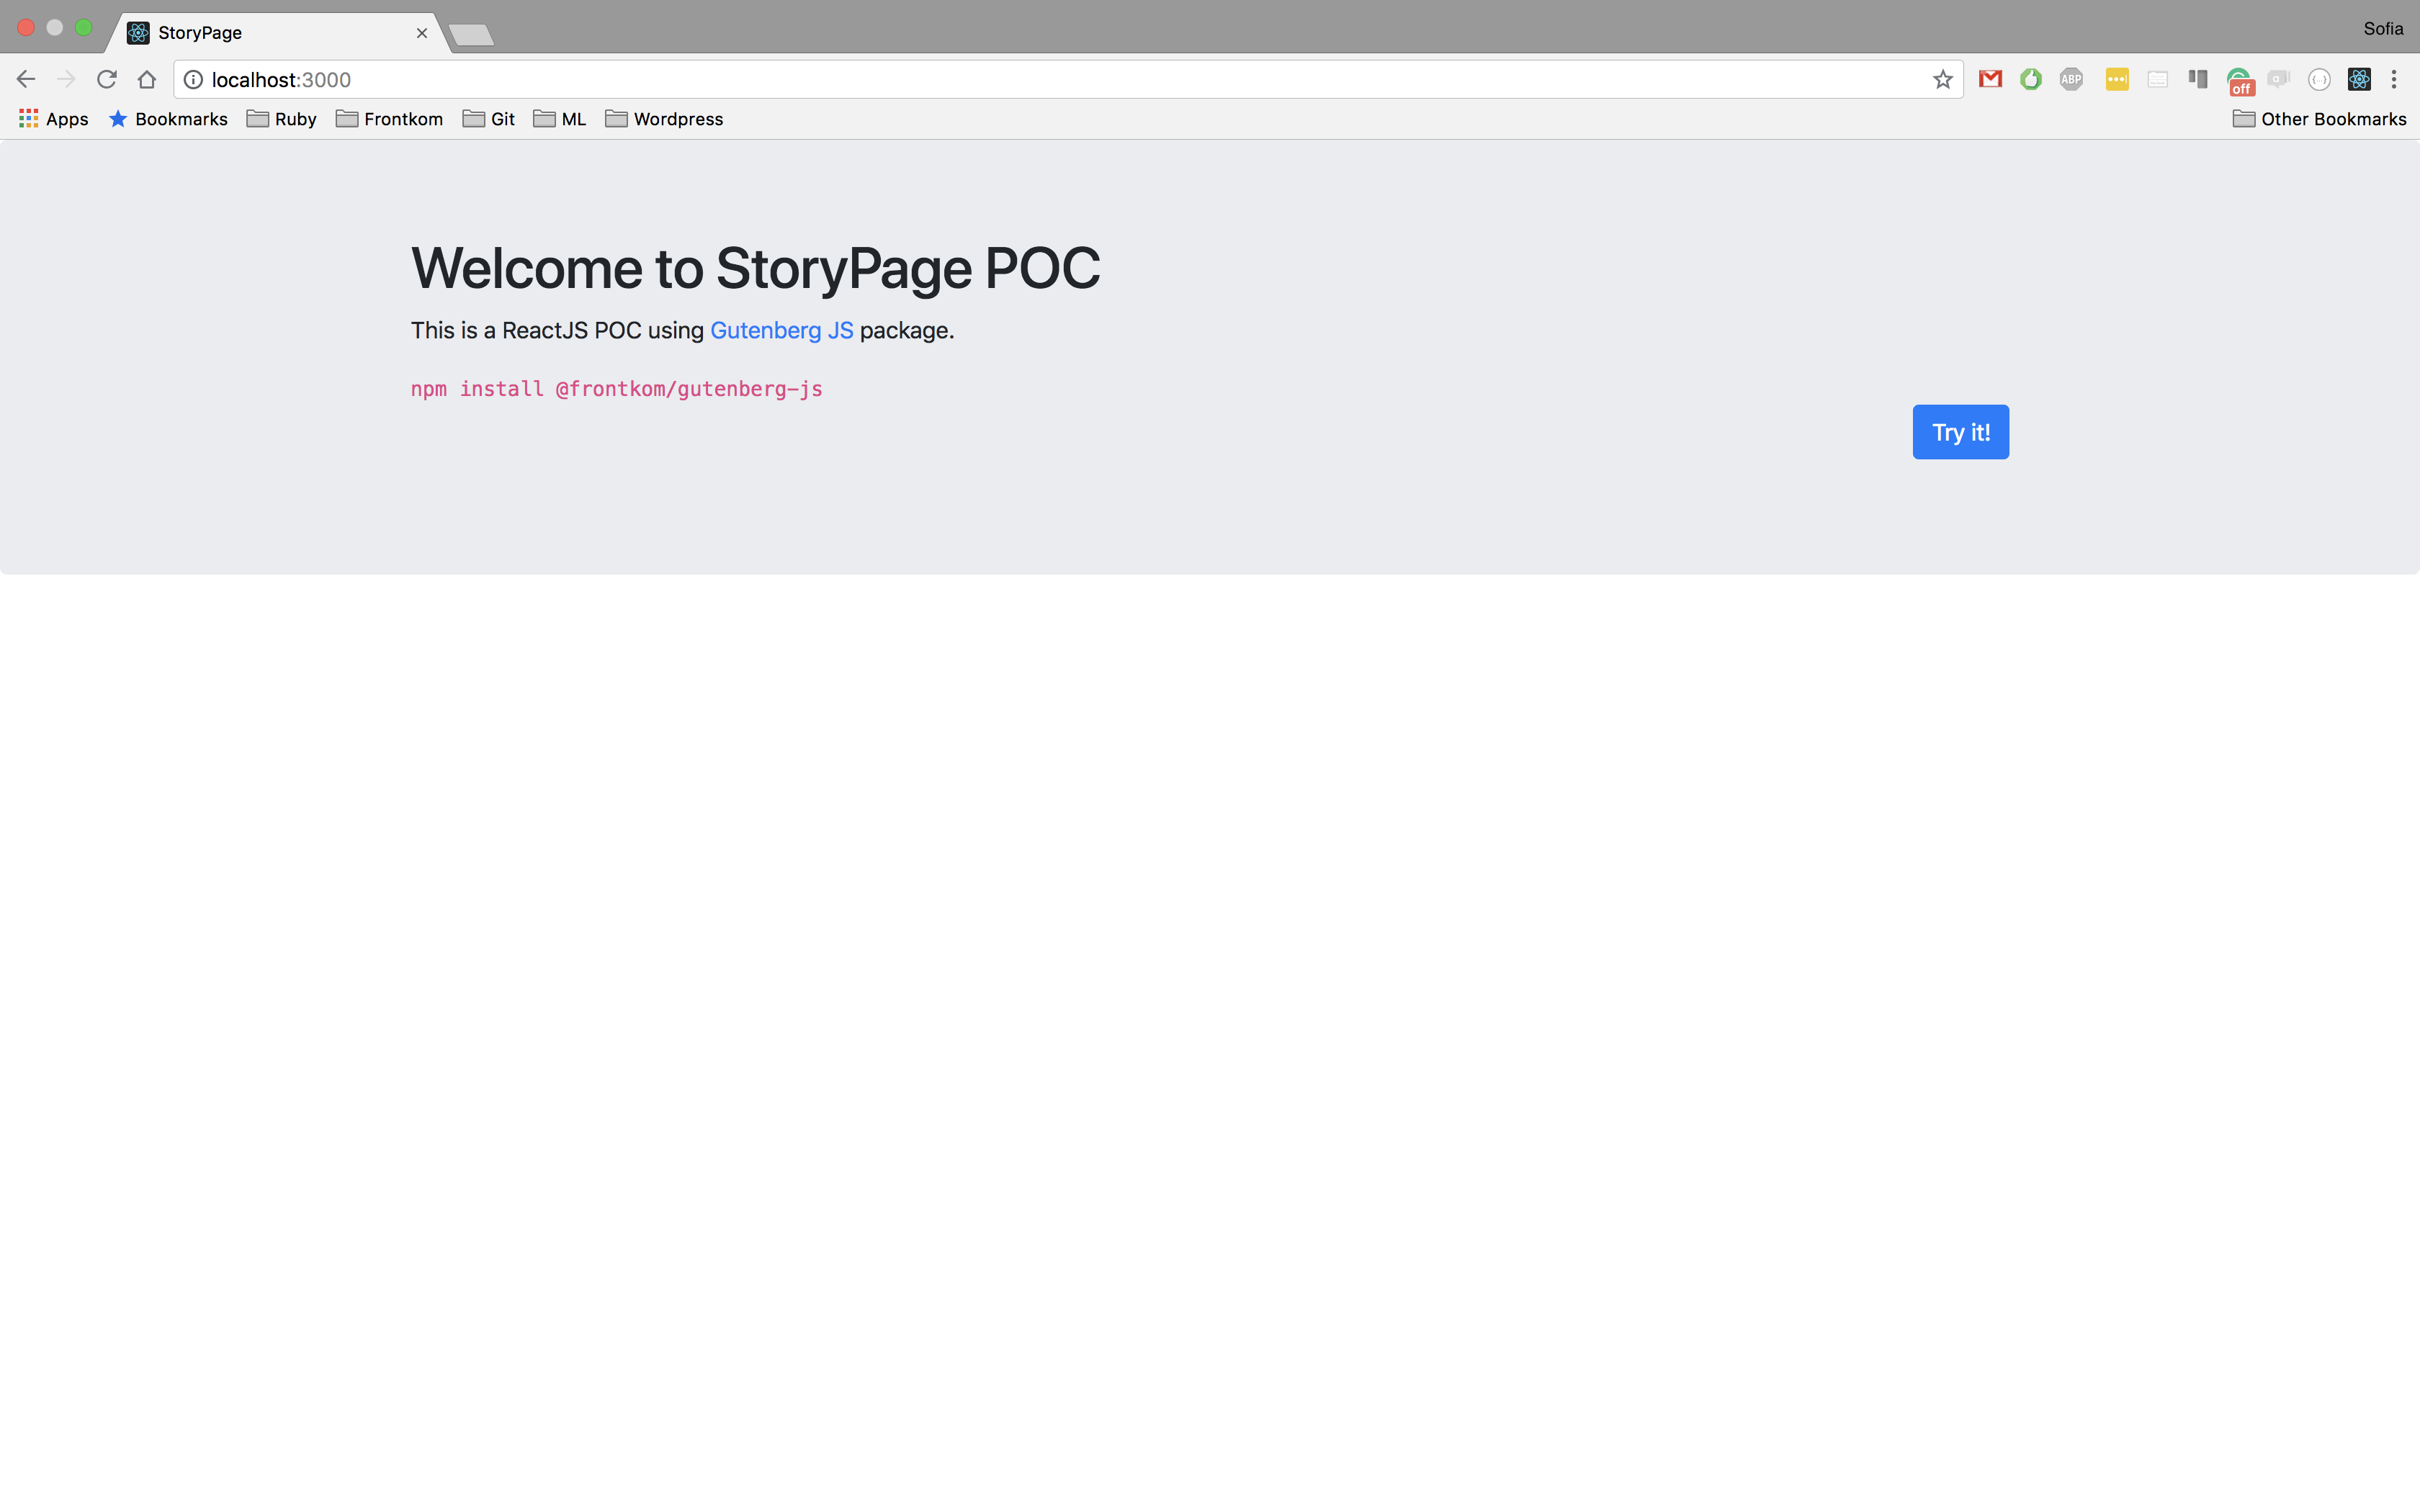 StoryPage
Sofia
localhost:3000
ABP
off
Apps Bookmarks Ruby Frontkom Git ML Wordpress Other Bookmarks
Welcome to StoryPage POC
This is a ReactJS POC using Gutenberg JS package.
npm install @frontkom/gutenberg-js
Try it!